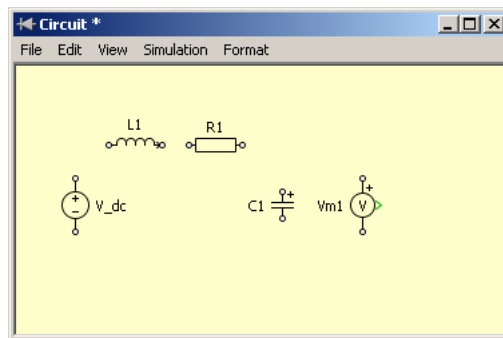 Circuit *
File Edit View Simulation Format
L1 R1
V_dc C1 + Vm1 V +